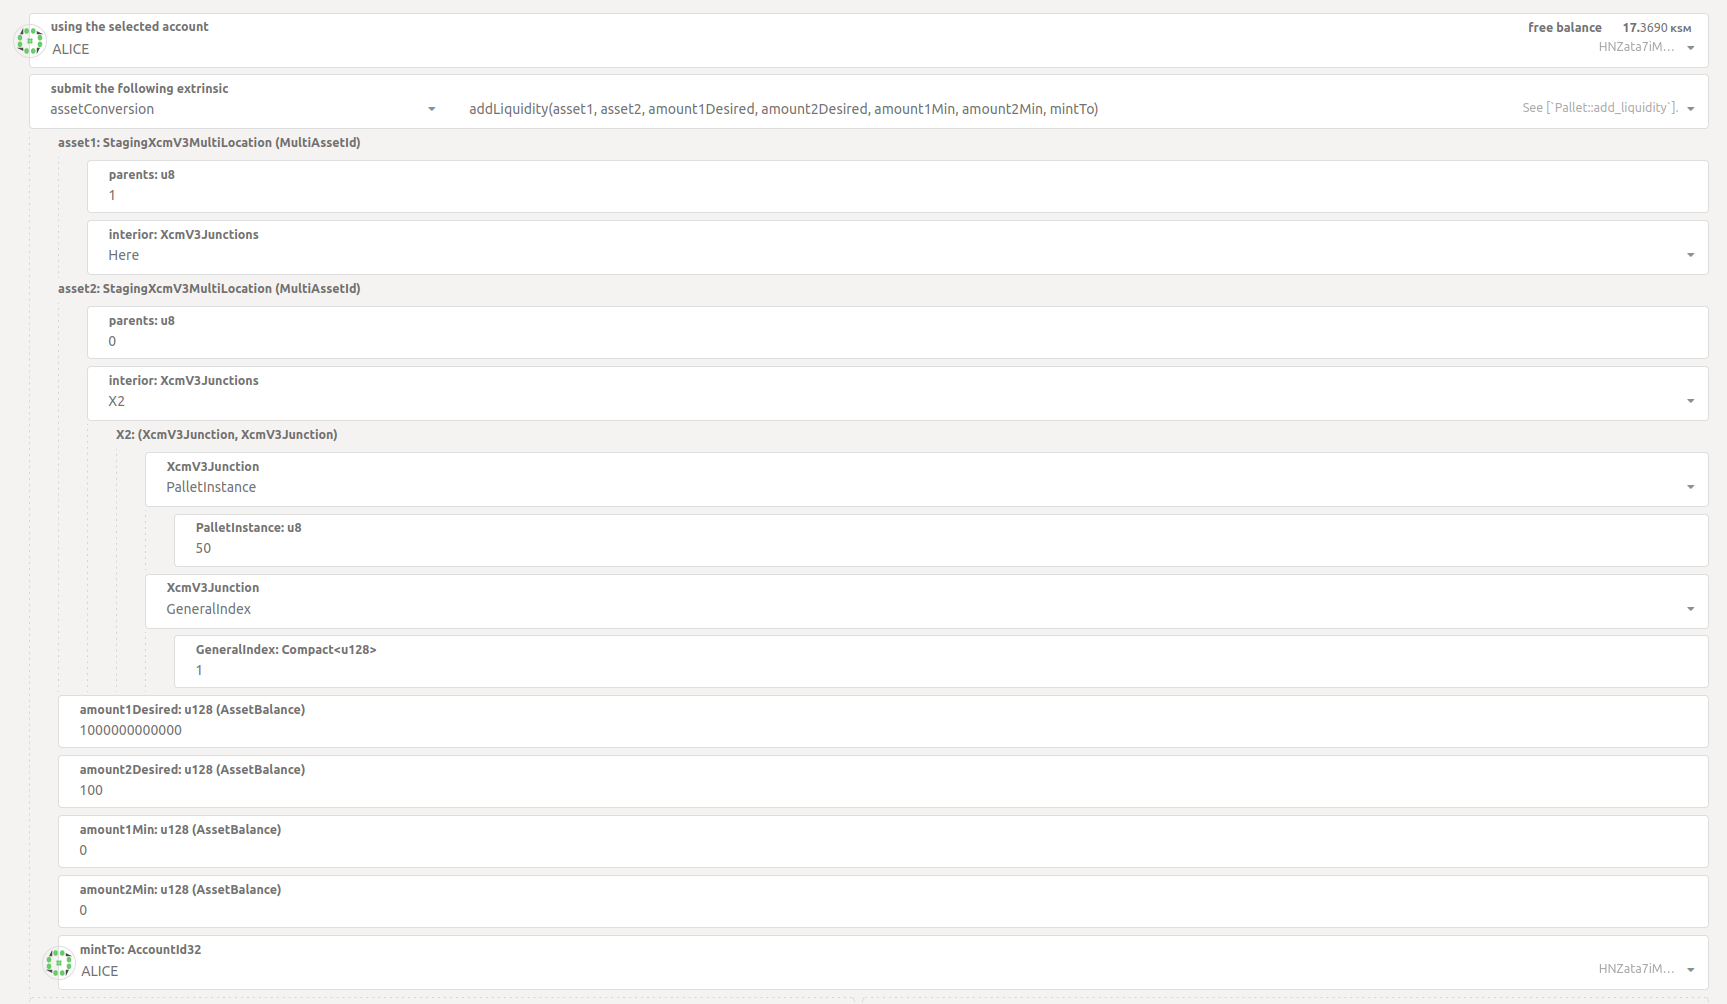 using the selected account
free balance 17.3690 KSM
ALICE
HNZata7iM...
submit the following extrinsic
assetConversion
addLiquidity(asset1, asset2, amount1Desired, amount2Desired, amount1Min, amount2Min, mintTo)
See [`Pallet::add_liquidity`].
asset1: StagingXcmV3MultiLocation (MultiAssetId)
parents: u8
1
interior: XcmV3Junctions
Here
asset2: StagingXcmV3MultiLocation (MultiAssetId)
parents: u8
0
interior: XcmV3Junctions
X2
X2: (XcmV3Junction, XcmV3Junction)
XcmV3Junction
PalletInstance
PalletInstance: u8
50
XcmV3Junction
GeneralIndex
GeneralIndex: Compact<u128>
1
amount1Desired: u128 (AssetBalance)
1000000000000
amount2Desired: u128 (AssetBalance)
100
amount1Min: u128 (AssetBalance)
0
amount2Min: u128 (AssetBalance)
0
mintTo: AccountId32
ALICE
HNZata7iM...